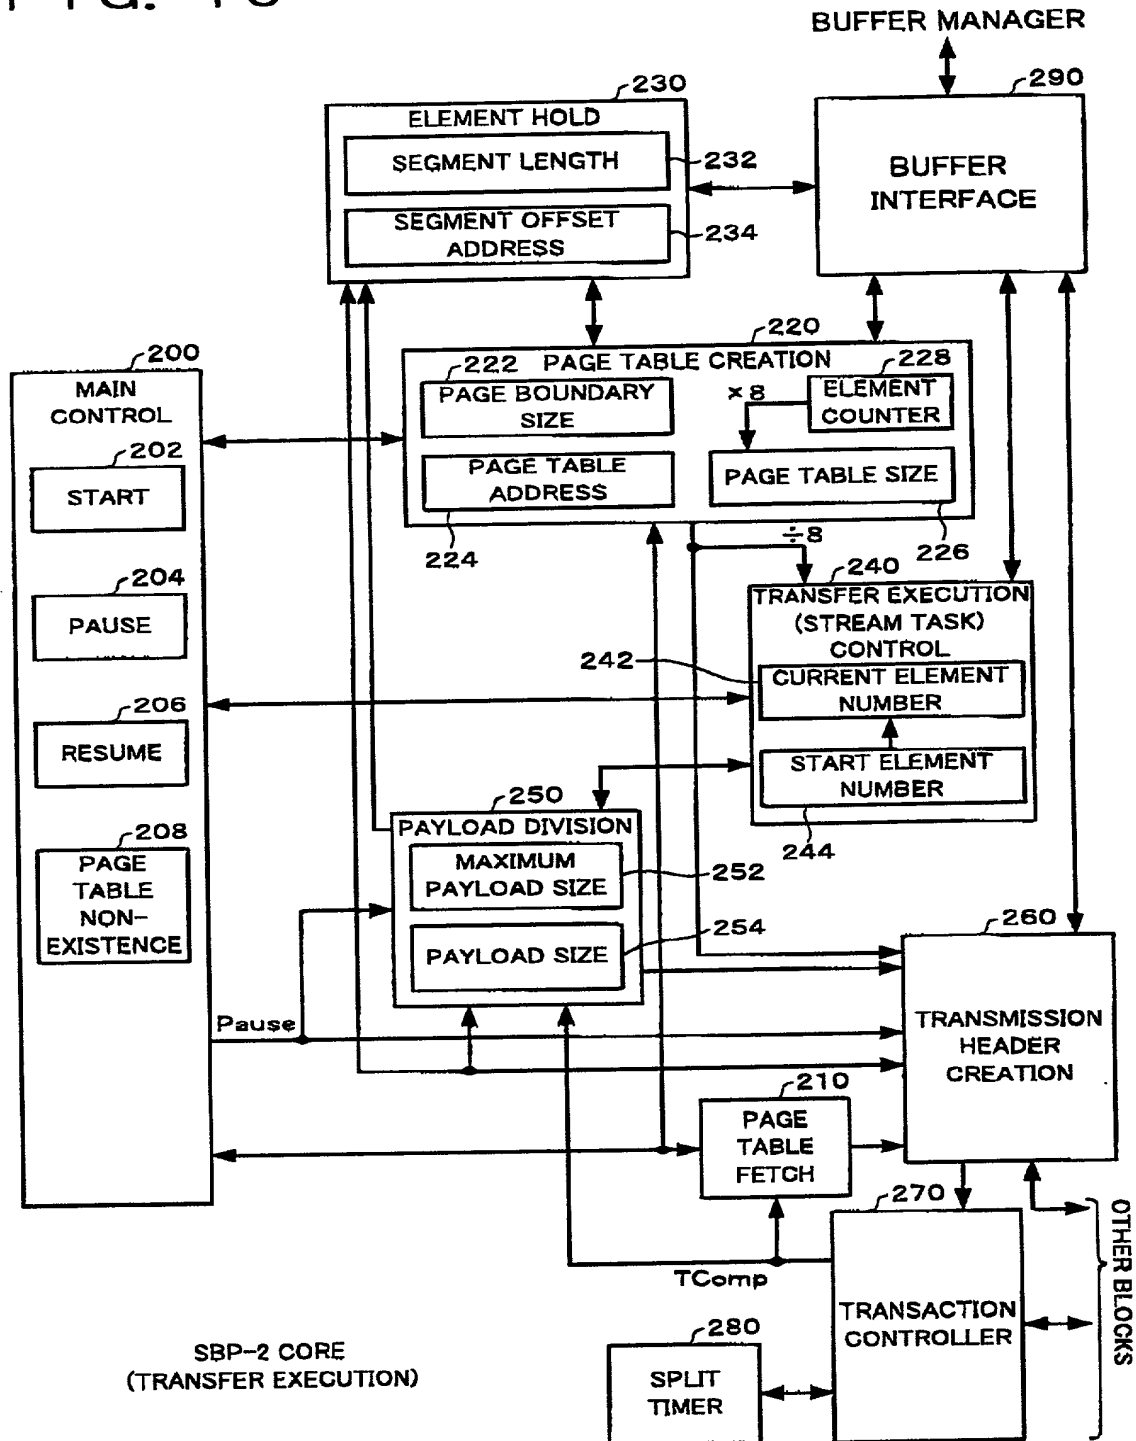 BUFFER MANAGER
230
290
ELEMENT HOLD
SEGMENT LENGTH
232
BUFFER
INTERFACE
SEGMENT OFFSET
ADDRESS
234
200
MAIN
CONTROL
220
222
PAGE TABLE CREATION
228
PAGE BOUNDARY
SIZE
×8
ELEMENT
COUNTER
202
START
PAGE TABLE
ADDRESS
PAGE TABLE SIZE
224
÷8
226
204
PAUSE
240
TRANSFER EXECUTION
(STREAM TASK)
CONTROL
242
CURRENT ELEMENT
NUMBER
206
RESUME
START ELEMENT
NUMBER
244
208
PAGE
TABLE
NON-
EXISTENCE
250
PAYLOAD DIVISION
MAXIMUM
PAYLOAD SIZE
252
PAYLOAD SIZE
254
260
Pause
TRANSMISSION
HEADER
CREATION
210
PAGE
TABLE
FETCH
270
TComp
TRANSACTION
CONTROLLER
OTHER BLOCKS
280
SPLIT
TIMER
SBP-2 CORE
(TRANSFER EXECUTION)